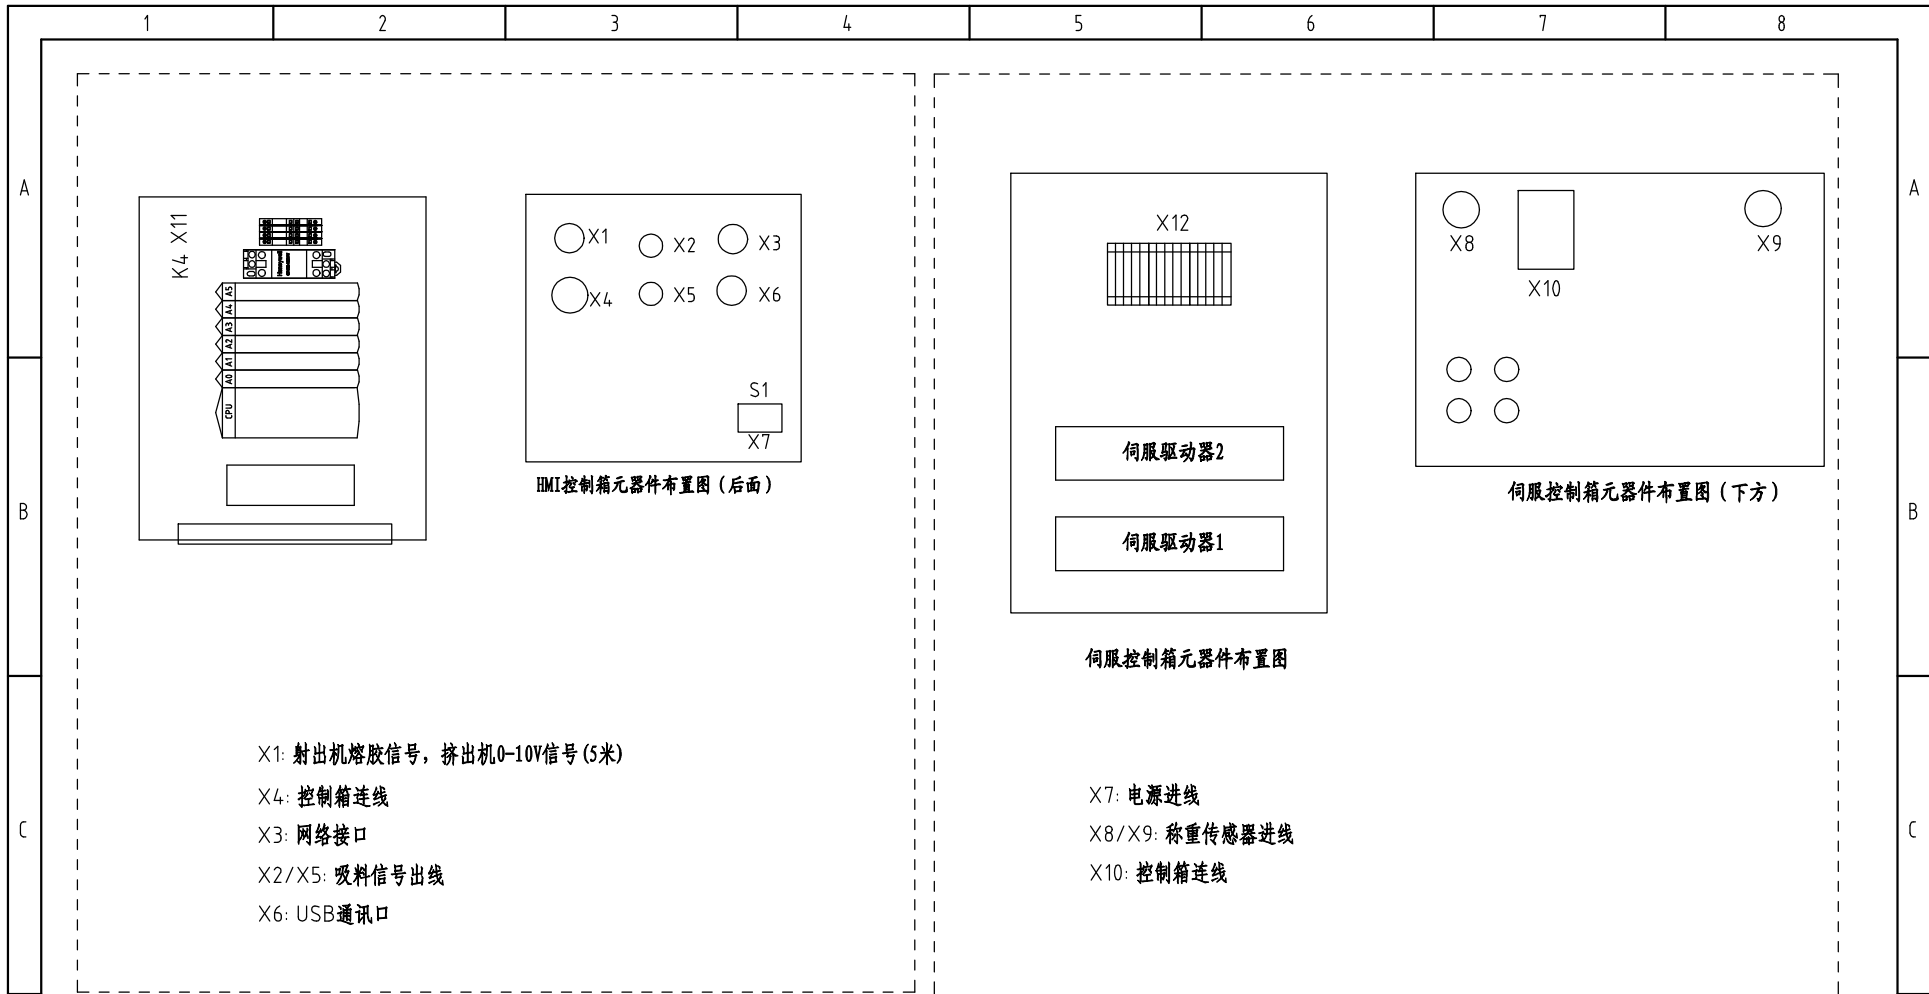 1 2 3 4 5 6 7 8
A A
K4 X11
A5
A4
A3
A2
A1
A0
CPU
X1 X2 X3
X4 X5 X6
S1
X7
HMI控制箱元器件布置图(后面)
X12
伺服驱动器2
伺服驱动器1
伺服控制箱元器件布置图
X8 X9
X10
伺服控制箱元器件布置图(下方)
B B
X1: 射出机熔胶信号, 挤出机0-10V信号(5米)
X4: 控制箱连线
X3: 网络接口
X2/X5: 吸料信号出线
X6: USB通讯口
X7: 电源进线
X8/X9: 称重传感器进线
X10: 控制箱连线
C C